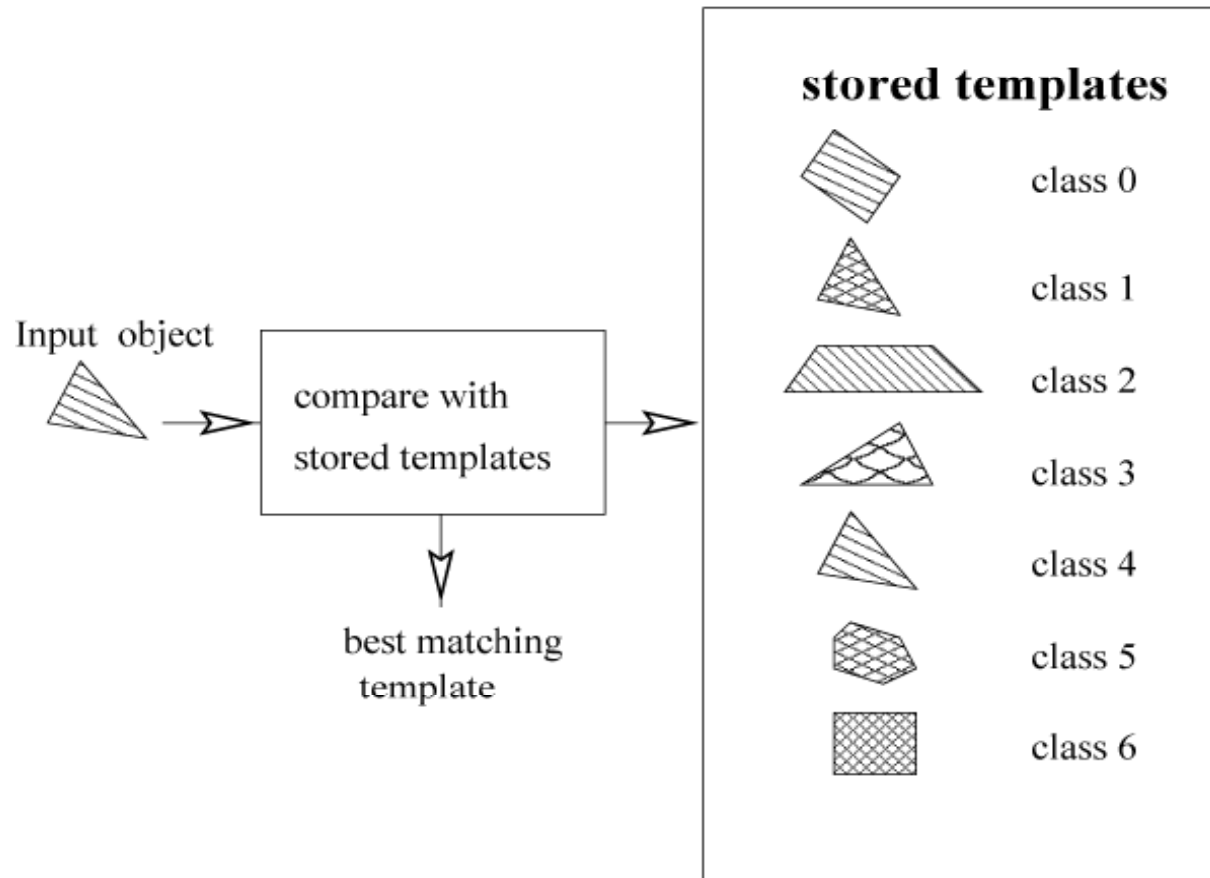 Input object
compare with
stored templates
best matching
template
stored templates
class 0
class 1
class 2
class 3
class 4
class 5
class 6